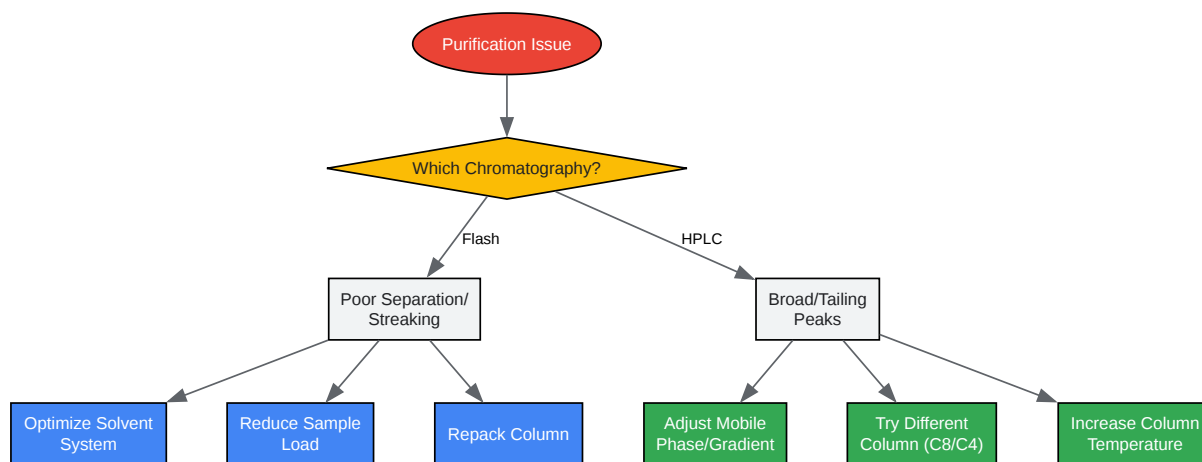 Purification Issue
Which Chromatography?
Flash
HPLC
Poor Separation/
Streaking
Broad/Tailing
Peaks
Optimize Solvent
System
Reduce Sample
Load
Repack Column
Adjust Mobile
Phase/Gradient
Try Different
Column (C8/C4)
Increase Column
Temperature